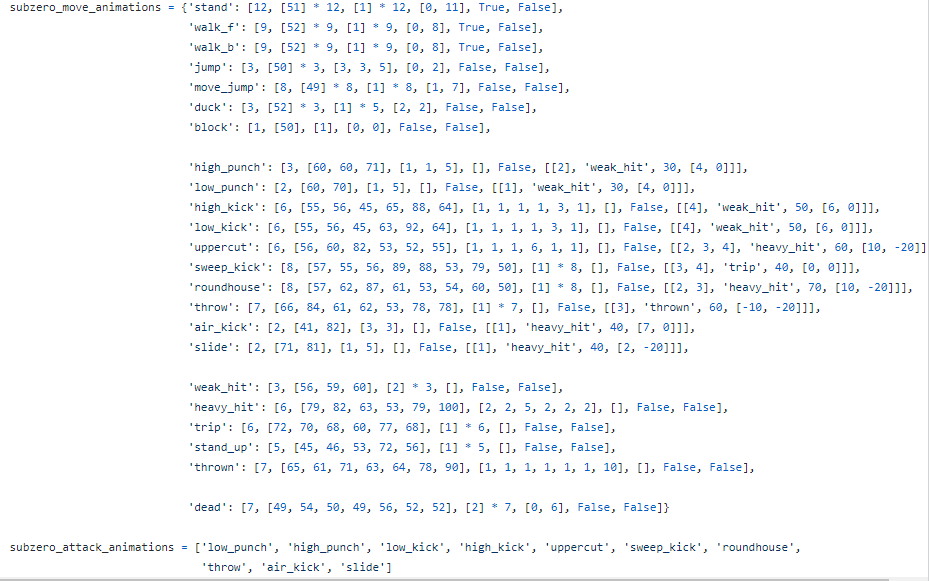 subzero_move_animations = {'stand': [12, [51] * 12, [1] * 12, [0, 11], True, False],
'walk_f': [9, [52] * 9, [1] * 9, [0, 8], True, False],
'walk_b': [9, [52] * 9, [1] * 9, [0, 8], True, False],
'jump': [3, [50] * 3, [3, 3, 5], [0, 2], False, False],
'move_jump': [8, [49] * 8, [1] * 8, [1, 7], False, False],
'duck': [3, [52] * 3, [1] * 5, [2, 2], False, False],
'block': [1, [50], [1], [0, 0], False, False],
'high_punch': [3, [60, 60, 71], [1, 1, 5], [], False, [[2], 'weak_hit', 30, [4, 0]]],
'low_punch': [2, [60, 70], [1, 5], [], False, [[1], 'weak_hit', 30, [4, 0]]],
'high_kick': [6, [55, 56, 45, 65, 88, 64], [1, 1, 1, 1, 3, 1], [], False, [[4], 'weak_hit', 50, [6, 0]]],
'low_kick': [6, [55, 56, 45, 63, 92, 64], [1, 1, 1, 1, 3, 1], [], False, [[4], 'weak_hit', 50, [6, 0]]],
'uppercut': [6, [56, 60, 82, 53, 52, 55], [1, 1, 1, 6, 1, 1], [], False, [[2, 3, 4], 'heavy_hit', 60, [10, -20]]
'sweep_kick': [8, [57, 55, 56, 89, 88, 53, 79, 50], [1] * 8, [], False, [[3, 4], 'trip', 40, [0, 0]]],
'roundhouse': [8, [57, 62, 87, 61, 53, 54, 60, 50], [1] * 8, [], False, [[2, 3], 'heavy_hit', 70, [10, -20]]],
'throw': [7, [66, 84, 61, 62, 53, 78, 78], [1] * 7, [], False, [[3], 'thrown', 60, [-10, -20]]],
'air_kick': [2, [41, 82], [3, 3], [], False, [[1], 'heavy_hit', 40, [7, 0]]],
'slide': [2, [71, 81], [1, 5], [], False, [[1], 'heavy_hit', 40, [2, -20]]],
'weak_hit': [3, [56, 59, 60], [2] * 3, [], False, False],
'heavy_hit': [6, [79, 82, 63, 53, 79, 100], [2, 2, 5, 2, 2, 2], [], False, False],
'trip': [6, [72, 70, 68, 60, 77, 68], [1] * 6, [], False, False],
'stand_up': [5, [45, 46, 53, 72, 56], [1] * 5, [], False, False],
'thrown': [7, [65, 61, 71, 63, 64, 78, 90], [1, 1, 1, 1, 1, 1, 10], [], False, False],
'dead': [7, [49, 54, 50, 49, 56, 52, 52], [2] * 7, [0, 6], False, False]}
subzero_attack_animations = ['low_punch', 'high_punch', 'low_kick', 'high_kick', 'uppercut', 'sweep_kick', 'roundhouse',
'throw', 'air_kick', 'slide']